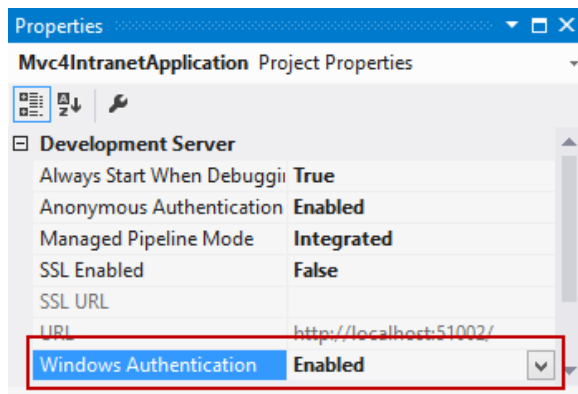 Properties
Mvc4IntranetApplication Project Properties
Development Server
Always Start When Debuggi True
Anonymous Authentication Enabled
Managed Pipeline Mode Integrated
SSL Enabled False
SSL URL
URL http://localhost:51002/
Windows Authentication Enabled